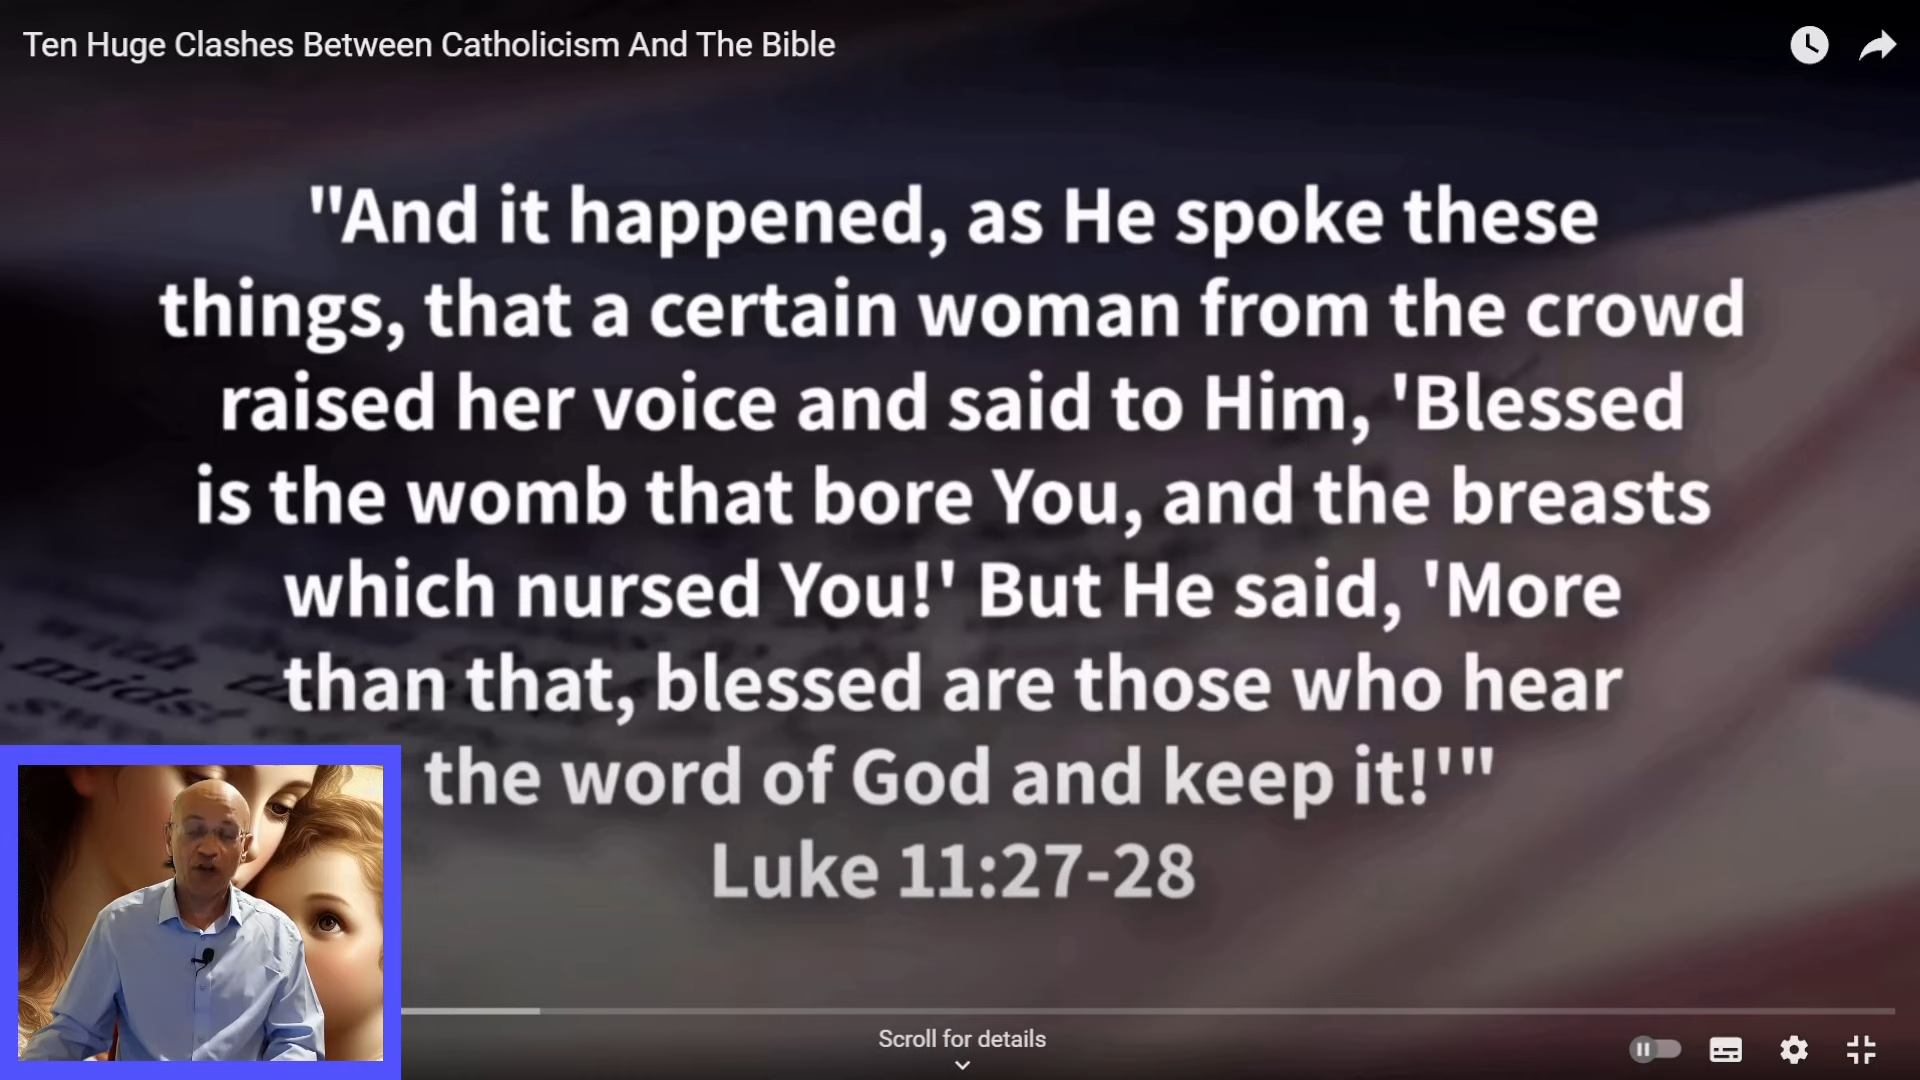 Ten Huge Clashes Between Catholicism And The Bible
"And it happened, as He spoke these
things, that a certain woman from the crowd
raised her voice and said to Him, 'Blessed
is the womb that bore You, and the breasts
which nursed You!' But He said, 'More
than that, blessed are those who hear
the word of God and keep it!'"
Luke 11:27-28
with
midst
Scroll for details